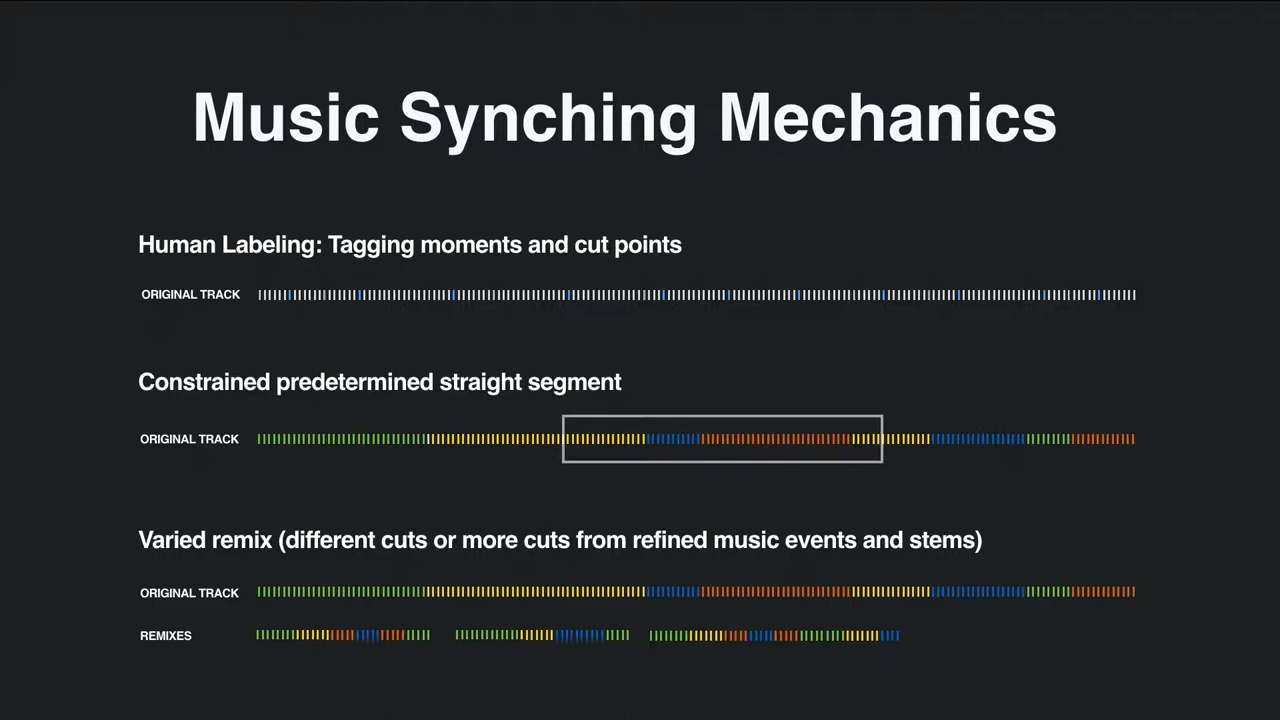 Music Synching Mechanics
Human Labeling: Tagging moments and cut points
ORIGINAL TRACK
Constrained predetermined straight segment
ORIGINAL TRACK
Varied remix (different cuts or more cuts from refined music events and stems)
ORIGINAL TRACK
REMIXES